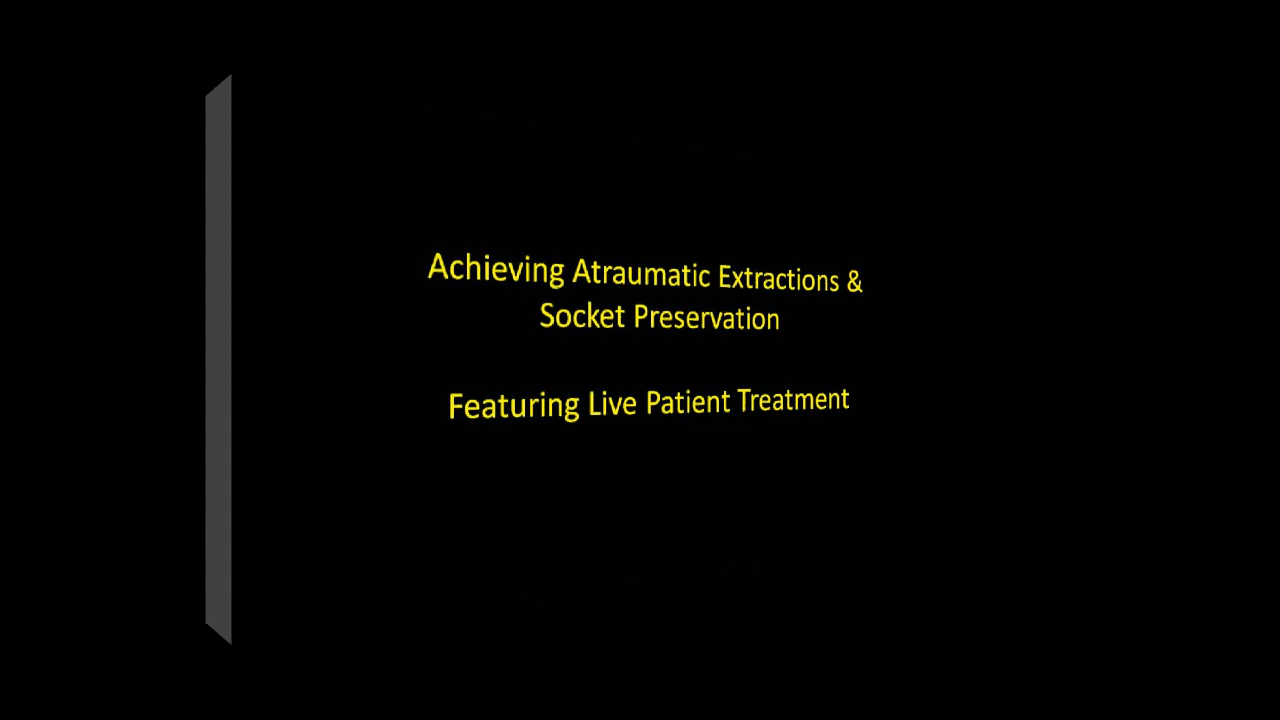 Achieving Atraumatic Extractions &
Socket Preservation
Featuring Live Patient Treatment